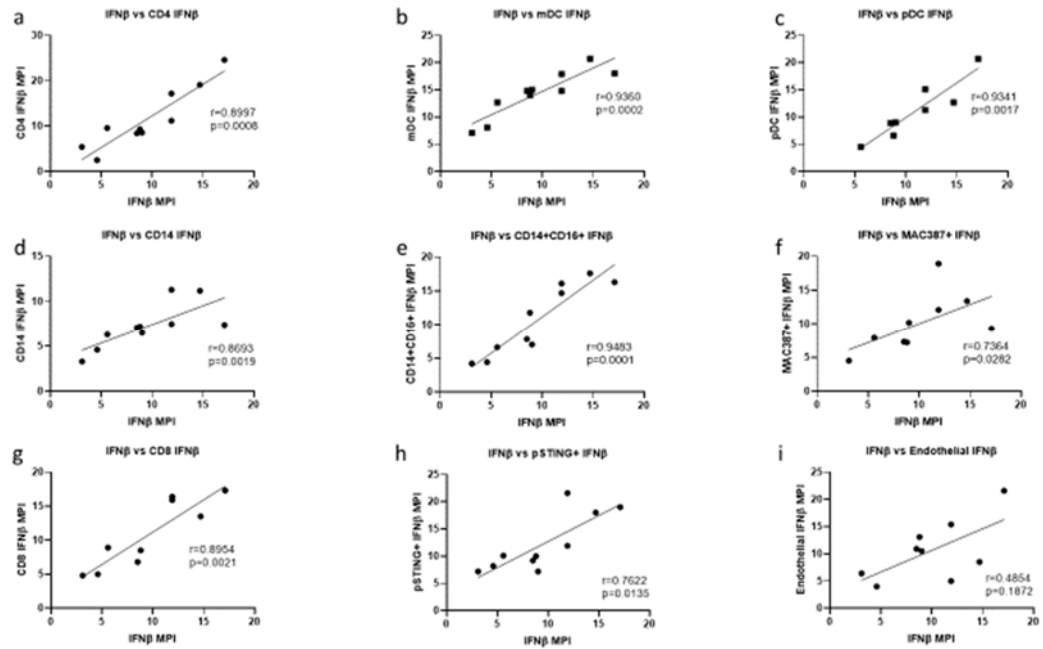 a
IFNβ vs CD4 IFNβ
CD4 IFNβ MPI
30
20
10
0
0 5 10 15 20
IFNβ MPI
r=0.8997
p=0.0008
b
IFNβ vs mDC IFNβ
mDC IFNβ MPI
25
20
15
10
5
0
0 5 10 15 20
IFNβ MPI
r=0.9360
p=0.0002
c
IFNβ vs pDC IFNβ
pDC IFNβ MPI
25
20
15
10
5
0
0 5 10 15 20
IFNβ MPI
r=0.9341
p=0.0017
d
IFNβ vs CD14 IFNβ
CD14 IFNβ MPI
15
10
5
0
0 5 10 15 20
IFNβ MPI
r=0.8693
p=0.0019
e
IFNβ vs CD14+CD16+ IFNβ
CD14+CD16+ IFNβ MPI
20
15
10
5
0
0 5 10 15 20
IFNβ MPI
r=0.9483
p=0.0001
f
IFNβ vs MAC387+ IFNβ
MAC387+ IFNβ MPI
20
15
10
5
0
0 5 10 15 20
IFNβ MPI
r=0.7364
p=0.0282
g
IFNβ vs CD8 IFNβ
CD8 IFNβ MPI
20
15
10
5
0
0 5 10 15 20
IFNβ MPI
r=0.8954
p=0.0021
h
IFNβ vs pSTING+ IFNβ
pSTING+ IFNβ MPI
25
20
15
10
5
0
0 5 10 15 20
IFNβ MPI
r=0.7622
p=0.0135
i
IFNβ vs Endothelial IFNβ
Endothelial IFNβ MPI
25
20
15
10
5
0
0 5 10 15 20
IFNβ MPI
r=0.4854
p=0.1872